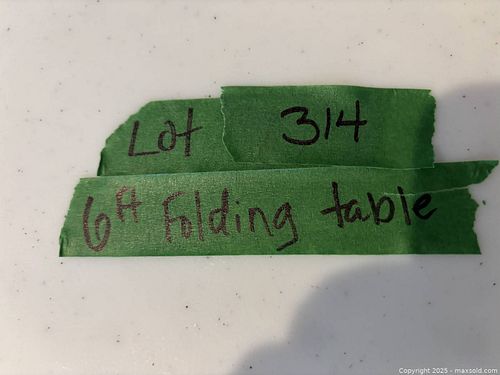 Lot 314
6ft Folding table
Copyright 2025 - maxsold.com